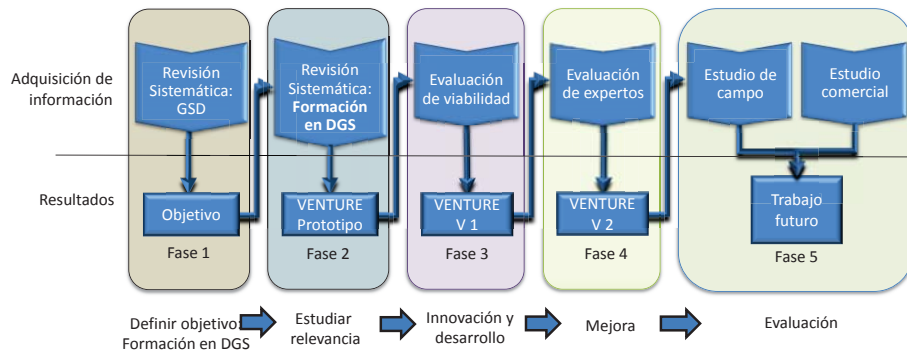 Adquisición de
información
Revisión
Sistemática:
GSD
Revisión
Sistemática:
Formación
en DGS
Evaluación
de viabilidad
Evaluación
de expertos
Estudio de
campo
Estudio
comercial
Resultados
Objetivo
VENTURE
Prototipo
VENTURE
V 1
VENTURE
V 2
Trabajo
futuro
Fase 1
Fase 2
Fase 3
Fase 4
Fase 5
Definir objetivo:
Formación en DGS
Estudiar
relevancia
Innovación y
desarrollo
Mejora
Evaluación